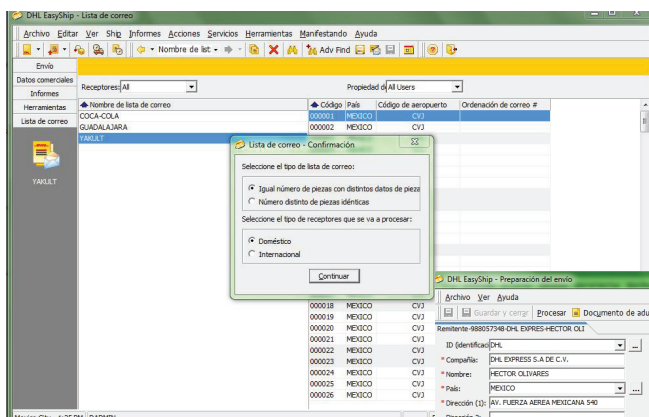 DHL EasyShip - Lista de correo
Archivo Editar Ver Ship Informes Acciones Servicios Herramientas Manifestando Ayuda
Nombre de list Adv Find
Envío
Datos comerciales
Informes
Herramientas
Lista de correo
YAKULT
Receptores: All Propiedad d All Users
Nombre de lista de correo
COCA-COLA
GUADALAJARA
YAKULT
Código País Código de aeropuerto Ordenación de correo #
000001 MEXICO CVJ
000002 MEXICO CVJ
Lista de correo - Confirmación
Seleccione el tipo de lista de correo:
Igual número de piezas con distintos datos de pieza
Número distinto de piezas idénticas
Seleccione el tipo de receptores que se va a procesar:
Doméstico
Internacional
Continuar
000018 MEXICO CVJ
000019 MEXICO CVJ
000020 MEXICO CVJ
000021 MEXICO CVJ
000022 MEXICO CVJ
000023 MEXICO CVJ
000024 MEXICO CVJ
000025 MEXICO CVJ
000026 MEXICO CVJ
DHL EasyShip - Preparación del envío
Archivo Ver Ayuda
Guardar y cerrar Procesar Documento de adu
Remitente-988057348-DHL EXPRES-HECTOR OLI
ID (identificaci DHL
* Compañía: DHL EXPRESS S.A DE C.V.
* Nombre: HECTOR OLIVARES
* País: MEXICO
* Dirección (1): AV. FUERZA AEREA MEXICANA 540